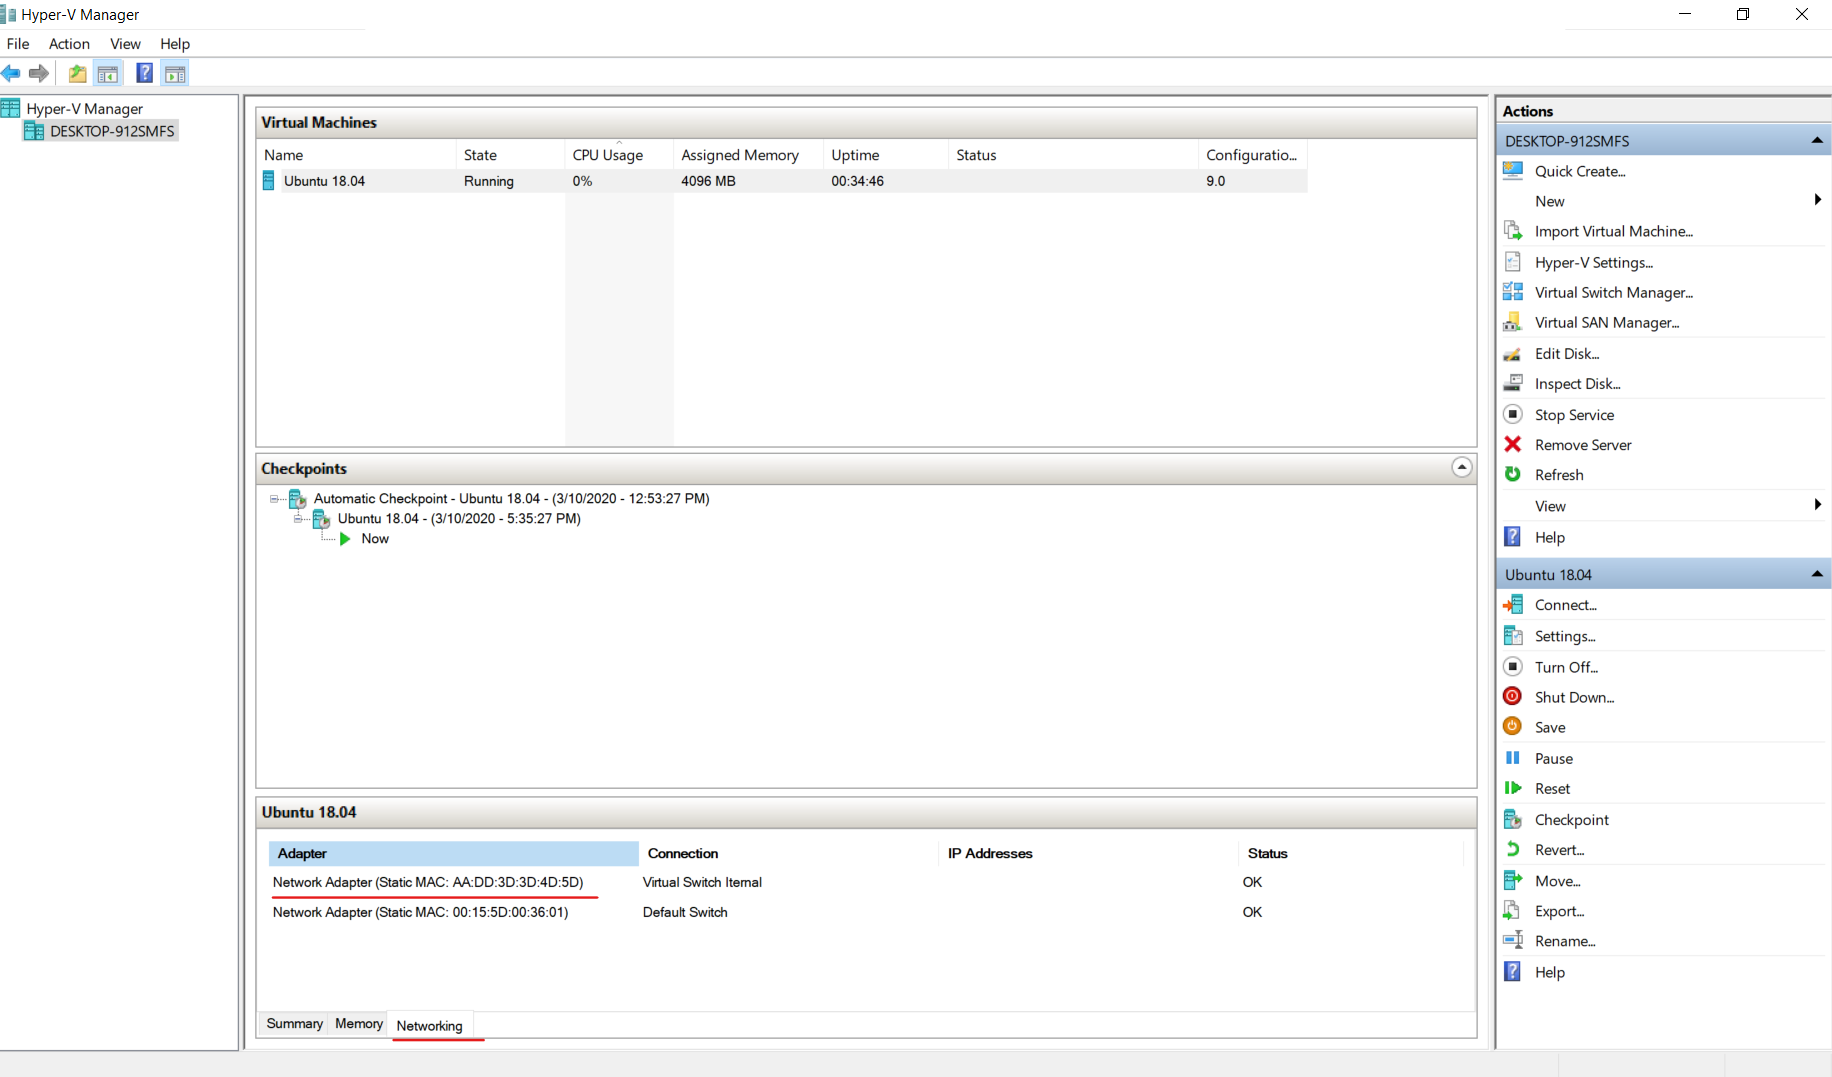 Hyper-V Manager
File Action View Help
Hyper-V Manager
DESKTOP-912SMFS
Virtual Machines
Name State CPU Usage Assigned Memory Uptime Status Configuratio...
Ubuntu 18.04 Running 0% 4096 MB 00:34:46 9.0
Checkpoints
Automatic Checkpoint - Ubuntu 18.04 - (3/10/2020 - 12:53:27 PM)
Ubuntu 18.04 - (3/10/2020 - 5:35:27 PM)
Now
Ubuntu 18.04
Adapter Connection IP Addresses Status
Network Adapter (Static MAC: AA:DD:3D:3D:4D:5D) Virtual Switch Iternal OK
Network Adapter (Static MAC: 00:15:5D:00:36:01) Default Switch OK
Summary Memory Networking
Actions
DESKTOP-912SMFS
Quick Create...
New
Import Virtual Machine...
Hyper-V Settings...
Virtual Switch Manager...
Virtual SAN Manager...
Edit Disk...
Inspect Disk...
Stop Service
Remove Server
Refresh
View
Help
Ubuntu 18.04
Connect...
Settings...
Turn Off...
Shut Down...
Save
Pause
Reset
Checkpoint
Revert...
Move...
Export...
Rename...
Help